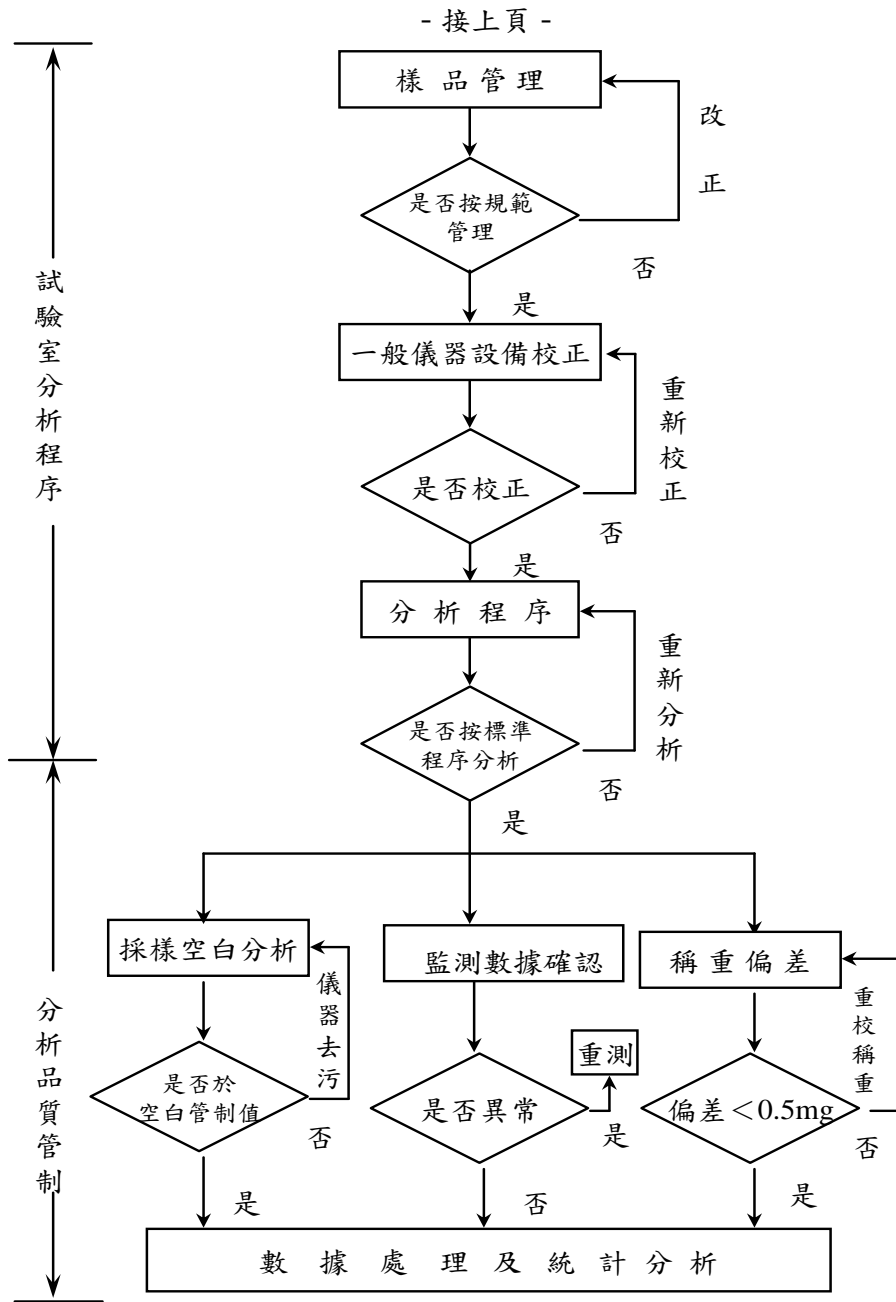 - 接上頁 -
樣品管理
改正
是否按規範
管理
否
是
試驗室分析程序
一般儀器設備校正
重新校正
是否校正
否
是
分析程序
重新分析
是否按標準
程序分析
否
是
分析品質管制
採樣空白分析
監測數據確認
稱重偏差
儀器去污
重測
重校稱重
是否於
空白管制值
是否異常
偏差＜0.5mg
否
是
否
是
否
是
數據處理及統計分析